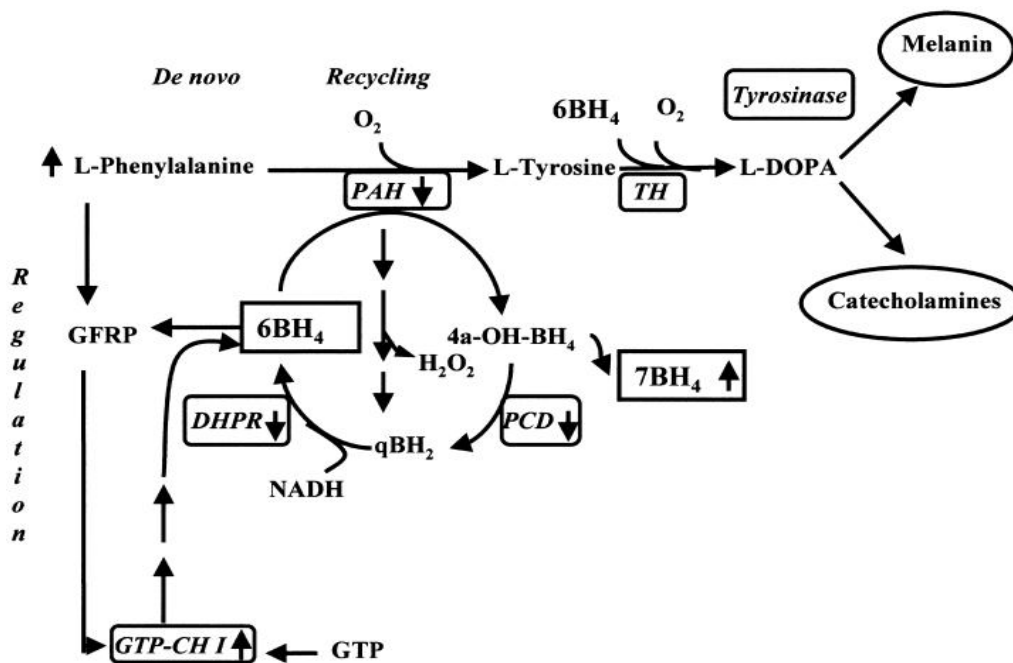 Melanin
De novo
Recycling
Tyrosinase
6BH4
O2
O2
L-Phenylalanine
L-Tyrosine
L-DOPA
PAH
TH
Regulation
Catecholamines
GFRP
6BH4
4a-OH-BH4
H2O2
7BH4
DHPR
PCD
qBH2
NADH
GTP-CH I
GTP